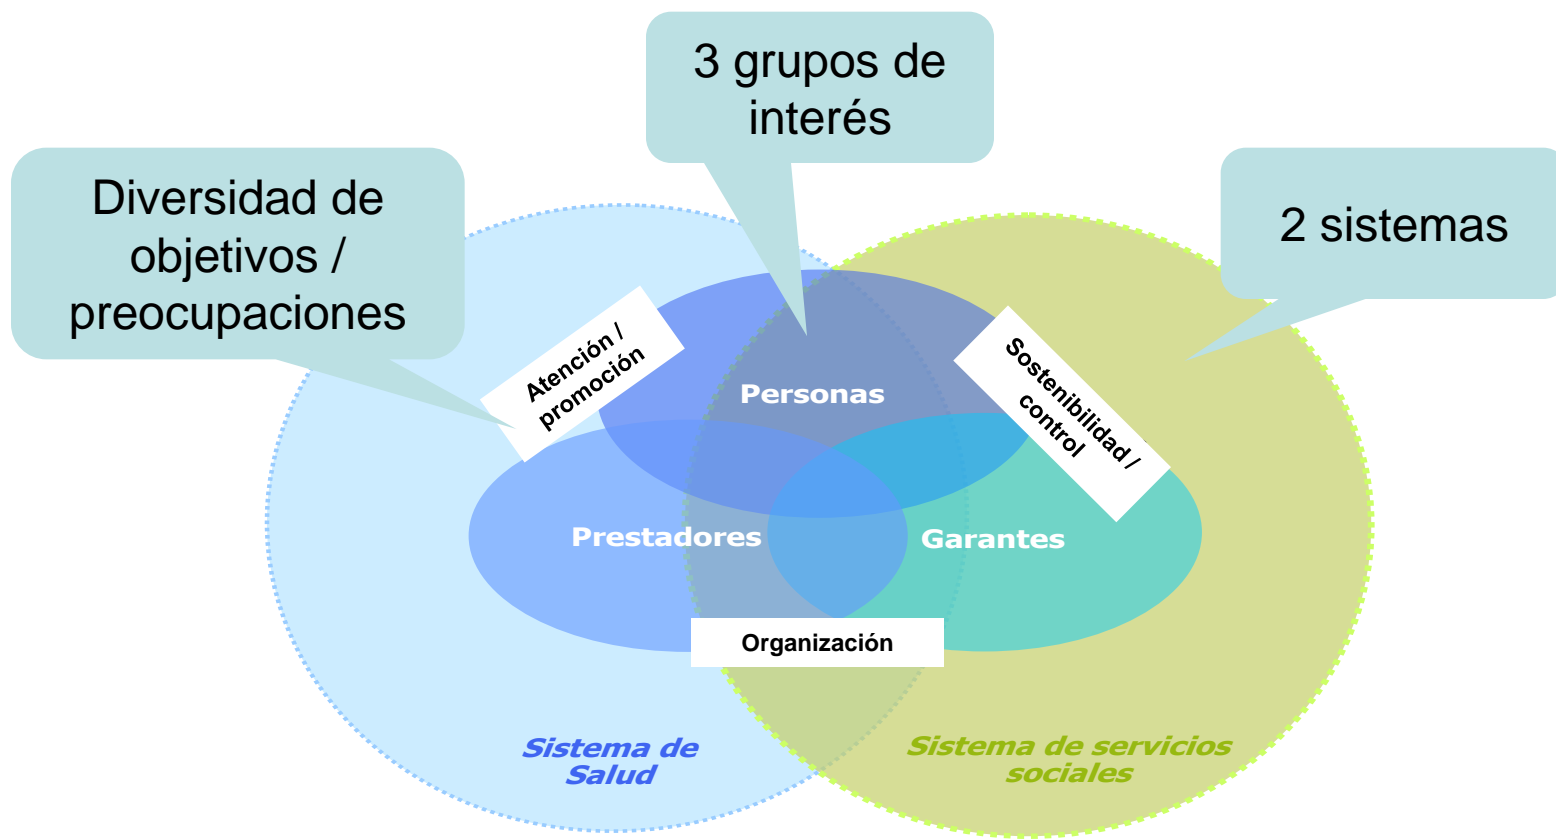 3 grupos de
interés
Diversidad de
objetivos /
preocupaciones
2 sistemas
Atención /
promoción
Sostenibilidad /
control
Personas
Prestadores
Garantes
Organización
Sistema de
Salud
Sistema de servicios
sociales